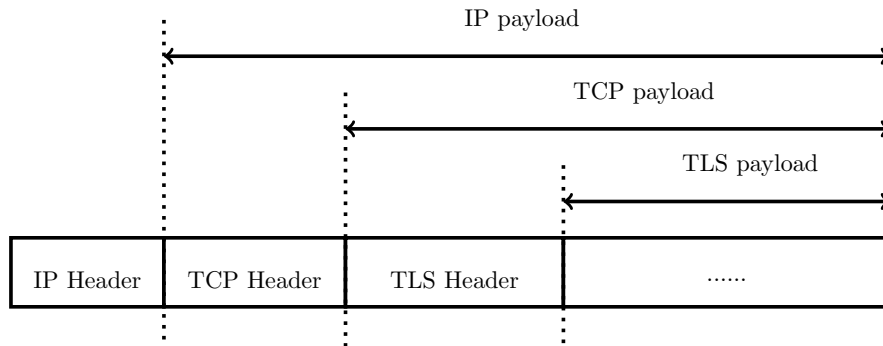 IP payload
TCP payload
TLS payload
IP Header TCP Header TLS Header ......